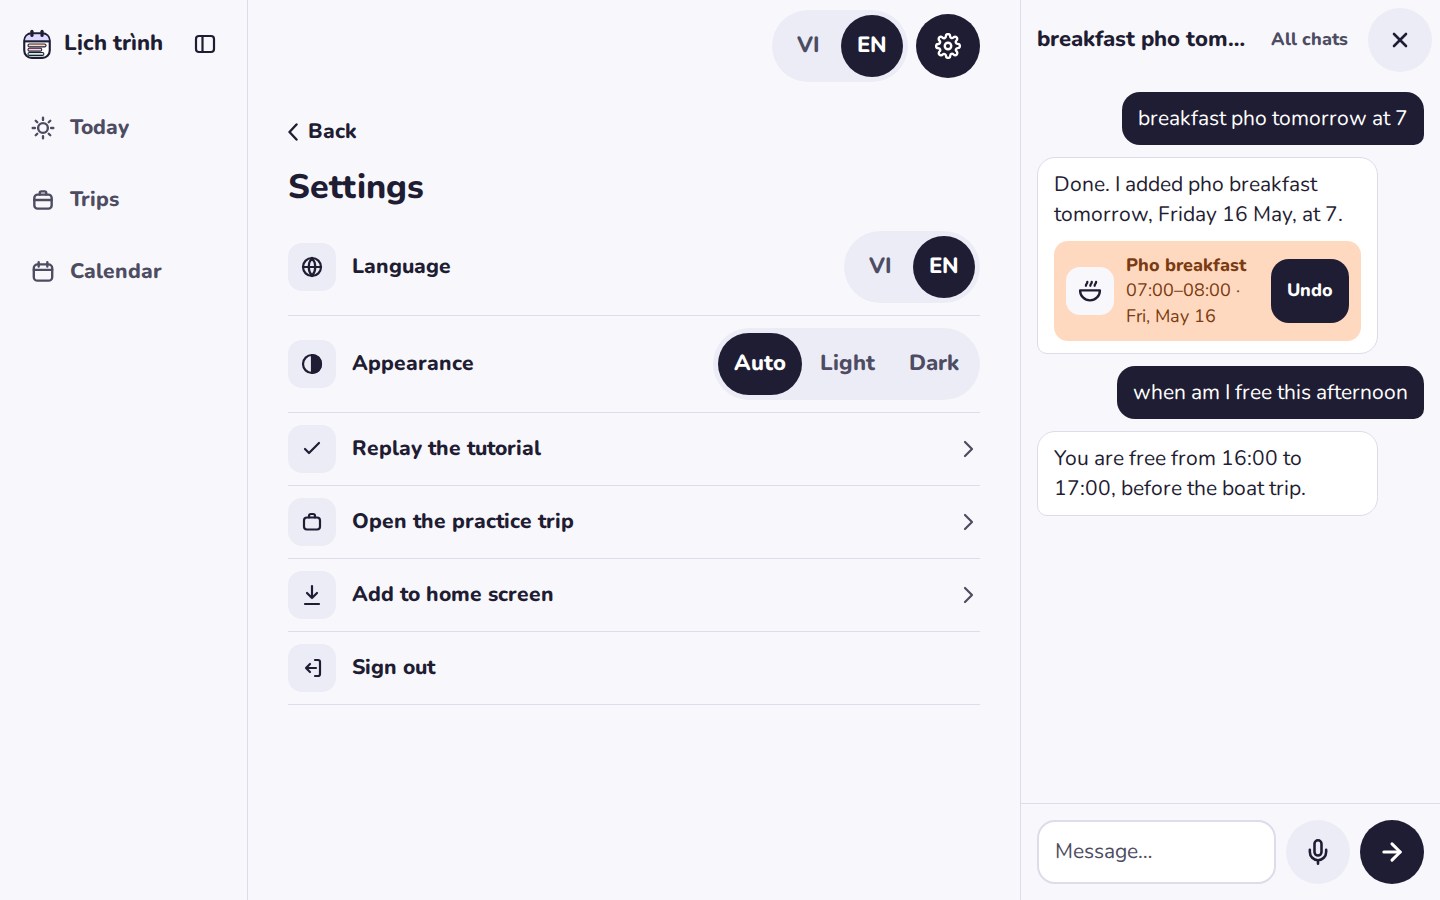 Lịch trình
Today
Trips
Calendar
VI EN
Back
Settings
Language
VI EN
Appearance
Auto Light Dark
Replay the tutorial
Open the practice trip
Add to home screen
Sign out
breakfast pho tom...
All chats
breakfast pho tomorrow at 7
Done. I added pho breakfast
tomorrow, Friday 16 May, at 7.
Pho breakfast
07:00–08:00 ·
Fri, May 16
Undo
when am I free this afternoon
You are free from 16:00 to
17:00, before the boat trip.
Message...